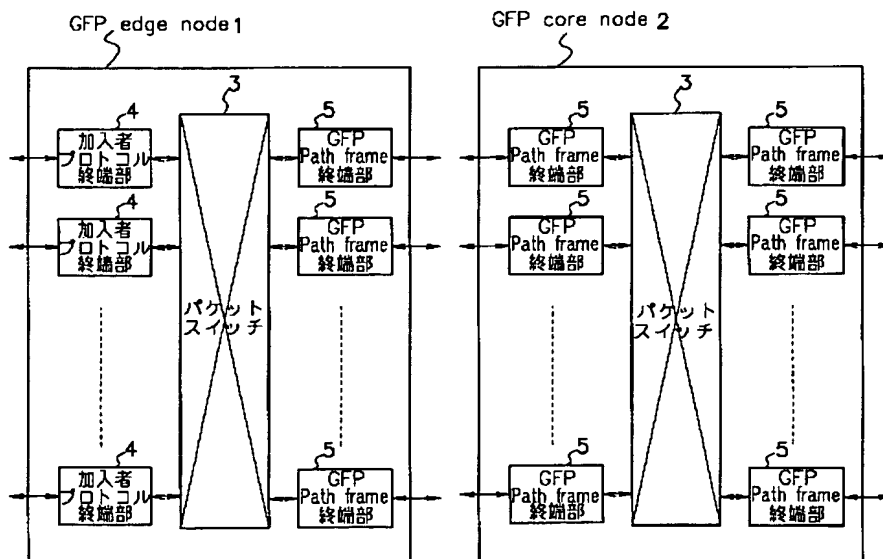 GFP edge node 1
3
4
加入者
プロトコル
終端部
5
GFP
Path frame
終端部
4
加入者
プロトコル
終端部
5
GFP
Path frame
終端部
パケット
スイッチ
4
加入者
プロトコル
終端部
5
GFP
Path frame
終端部
GFP core node 2
3
5
GFP
Path frame
終端部
5
GFP
Path frame
終端部
5
GFP
Path frame
終端部
5
GFP
Path frame
終端部
パケット
スイッチ
5
GFP
Path frame
終端部
5
GFP
Path frame
終端部